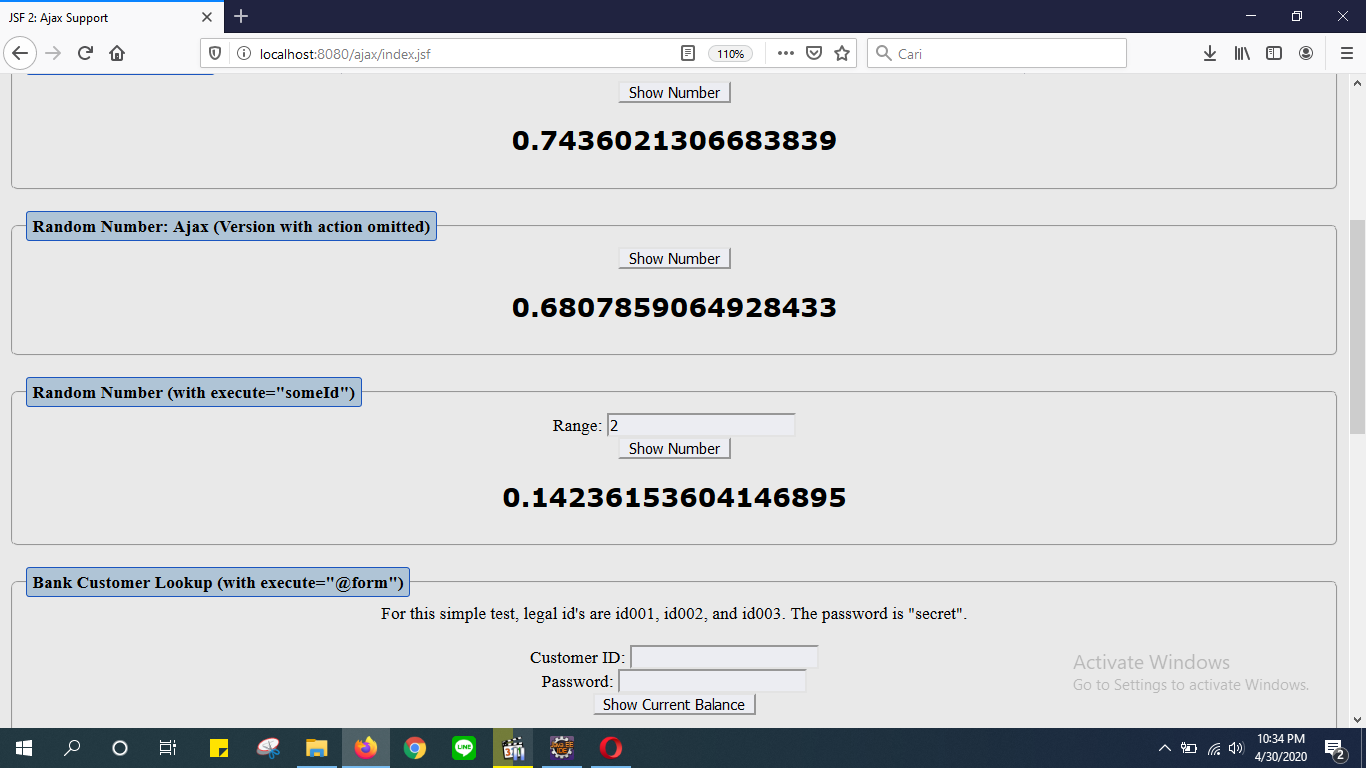 JSF 2: Ajax Support
localhost:8080/ajax/index.jsf
110%
Cari
Show Number
0.7436021306683839
Random Number: Ajax (Version with action omitted)
Show Number
0.6807859064928433
Random Number (with execute="someId")
Range: 2
Show Number
0.14236153604146895
Bank Customer Lookup (with execute="@form")
For this simple test, legal id's are id001, id002, and id003. The password is "secret".
Customer ID:
Password:
Show Current Balance
Activate Windows
Go to Settings to activate Windows.
LINE
10:34 PM
4/30/2020
2